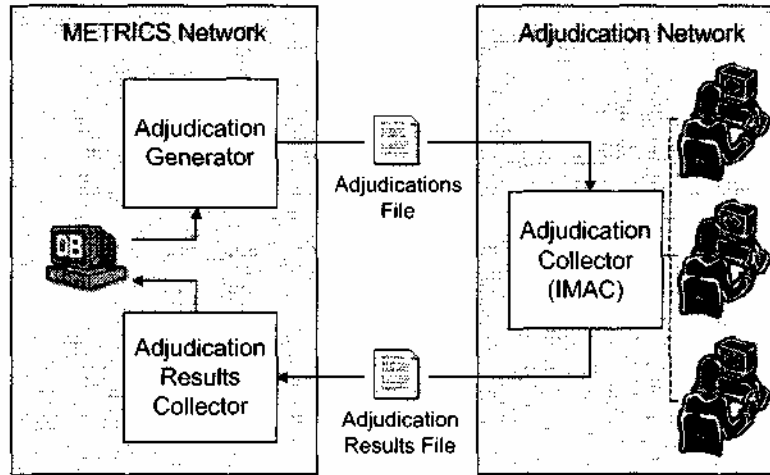 METRICS Network
Adjudication Network
Adjudication
Generator
Adjudications
File
DB
Adjudication
Collector
(IMAC)
Adjudication
Results
Collector
Adjudication
Results File